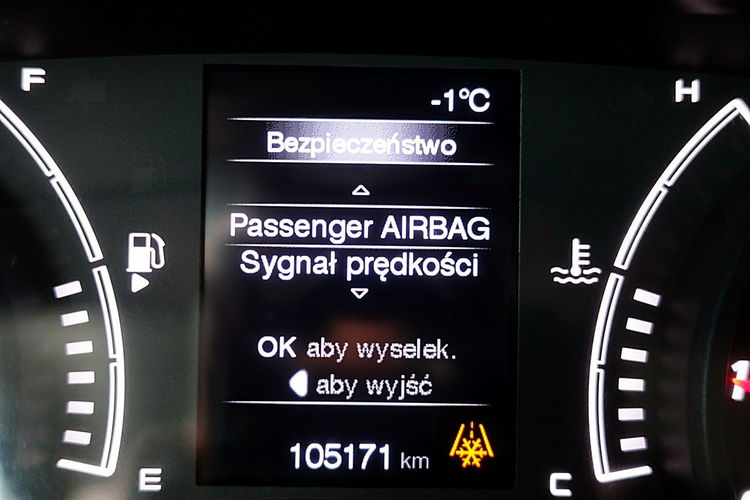 F
H
-1°C
Bezpieczeństwo
Passenger AIRBAG
Sygnał prędkości
OK aby wyselek.
aby wyjść
105171 km
E
C